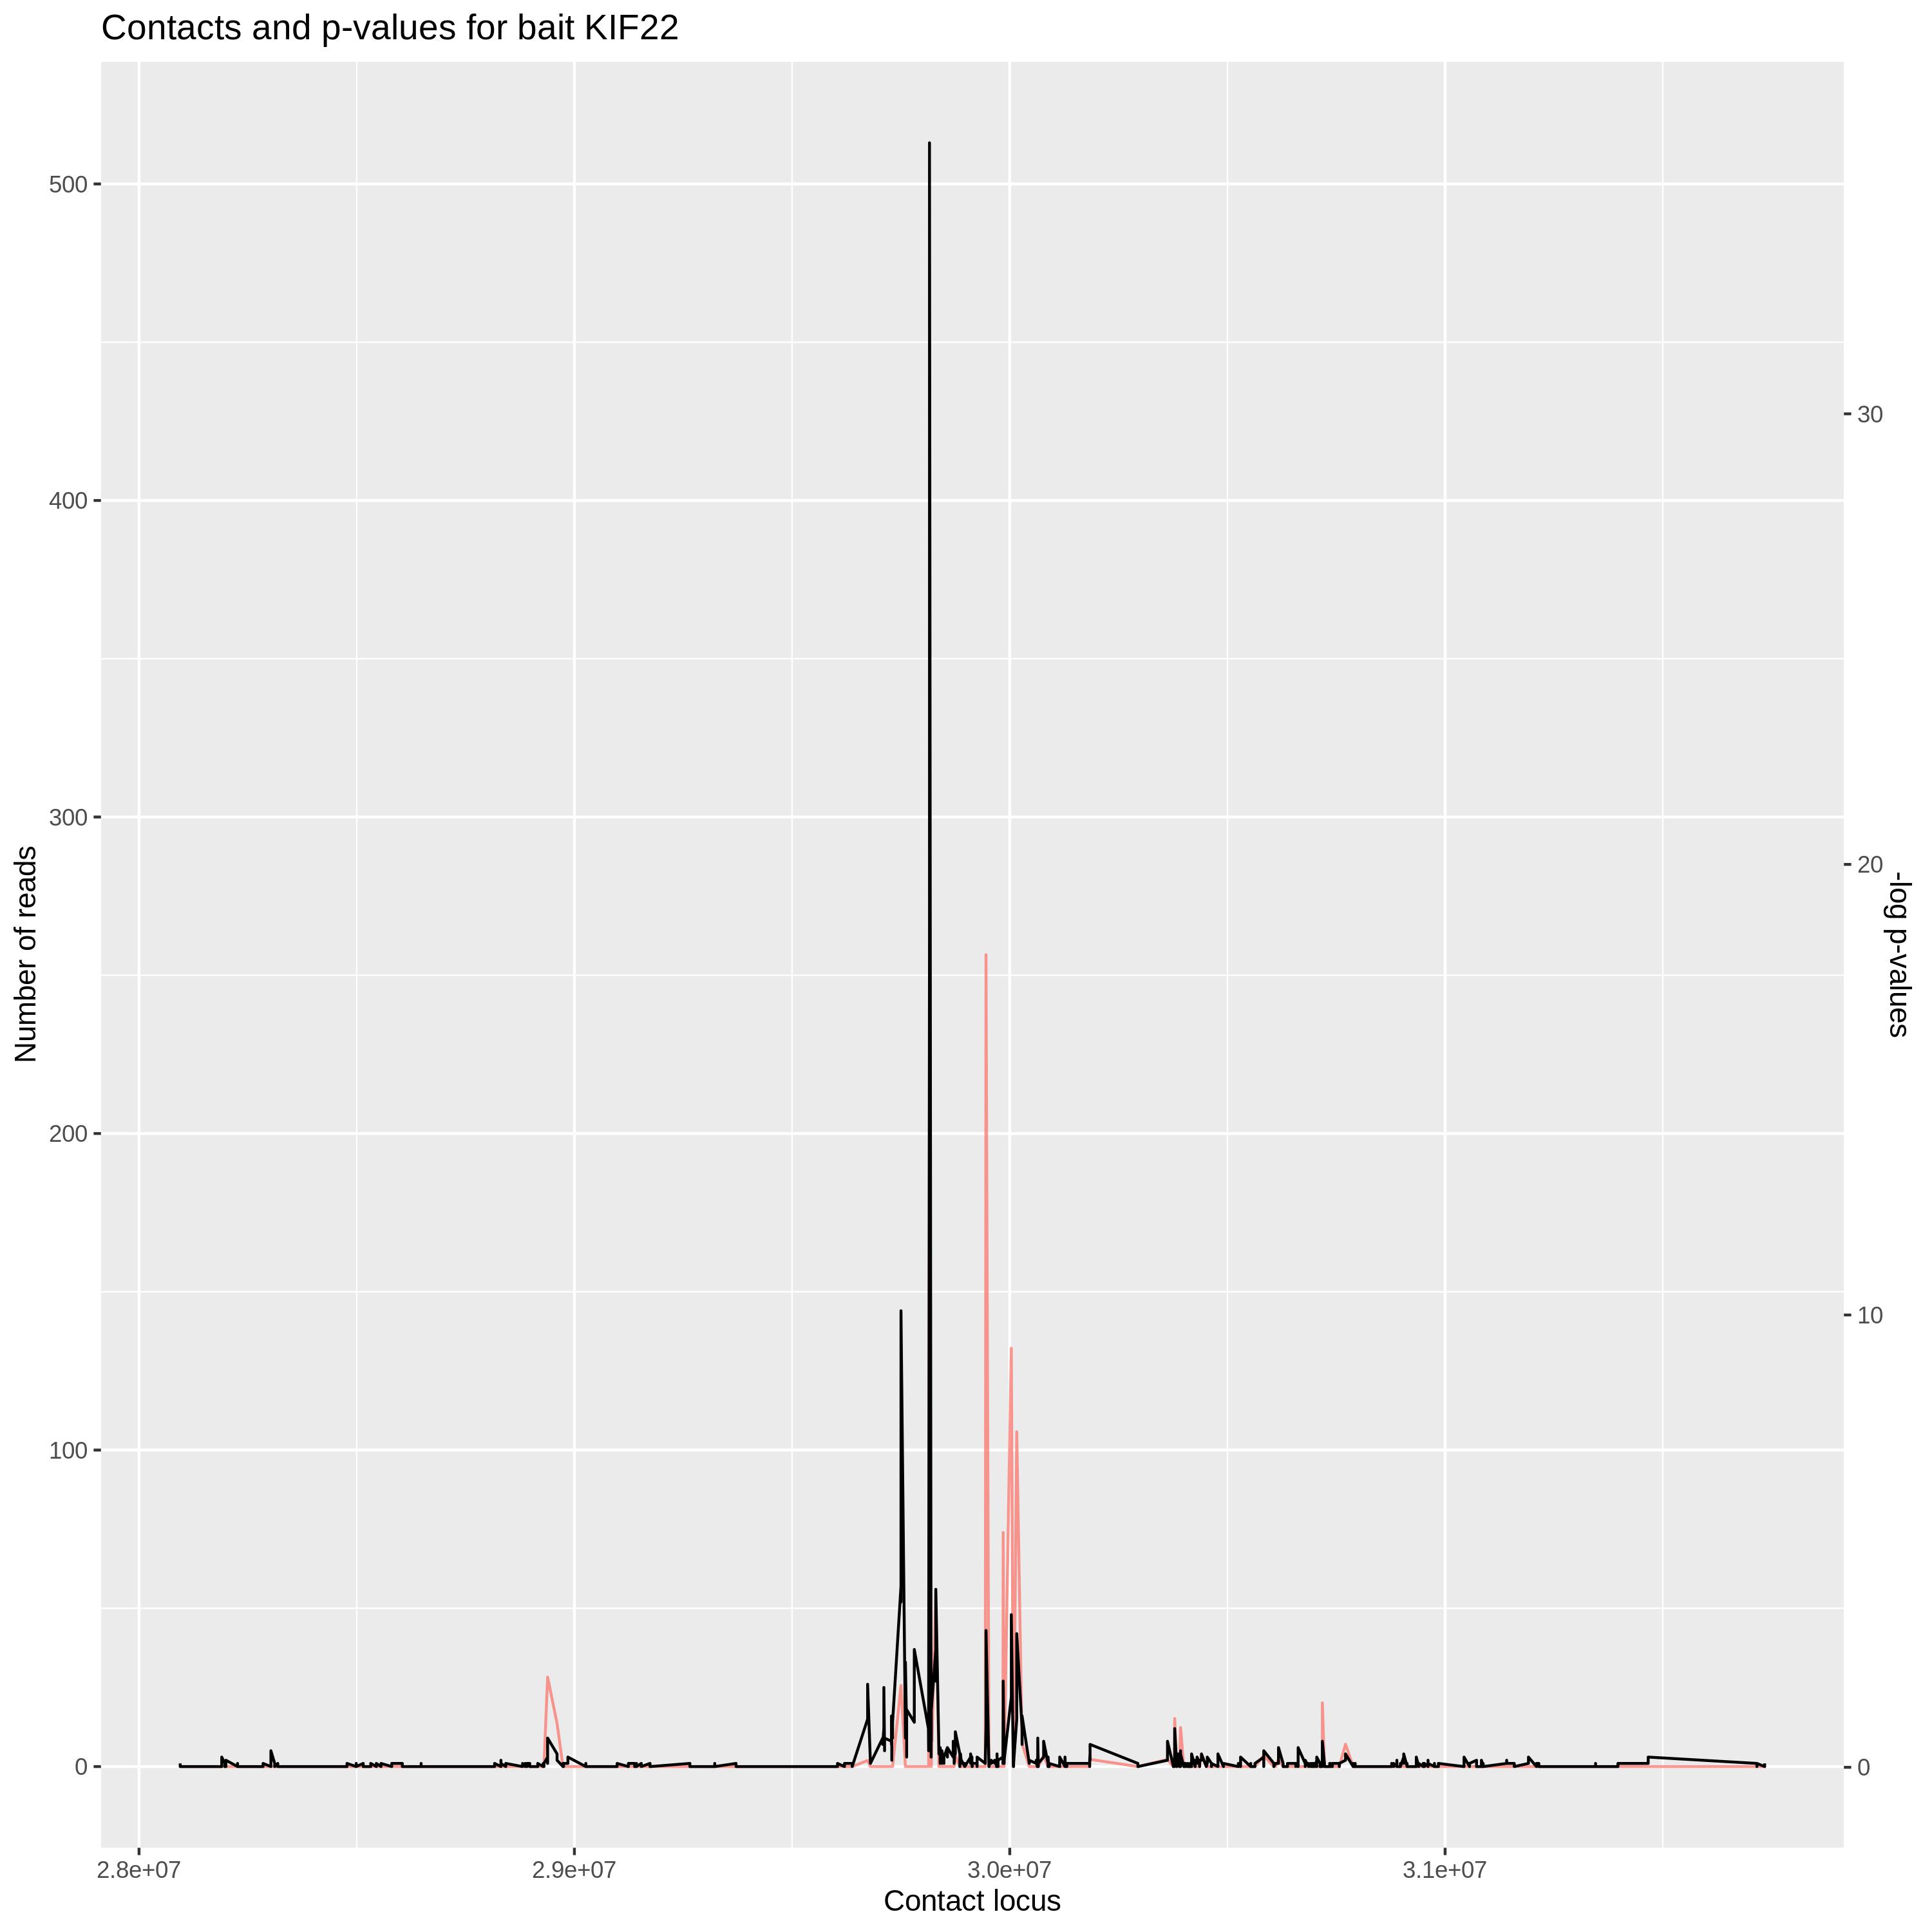 Contacts and p-values for bait KIF22
500
400
300
200
100
0
Number of reads
30
20
10
0
-log p-values
2.8e+07
2.9e+07
3.0e+07
3.1e+07
Contact locus